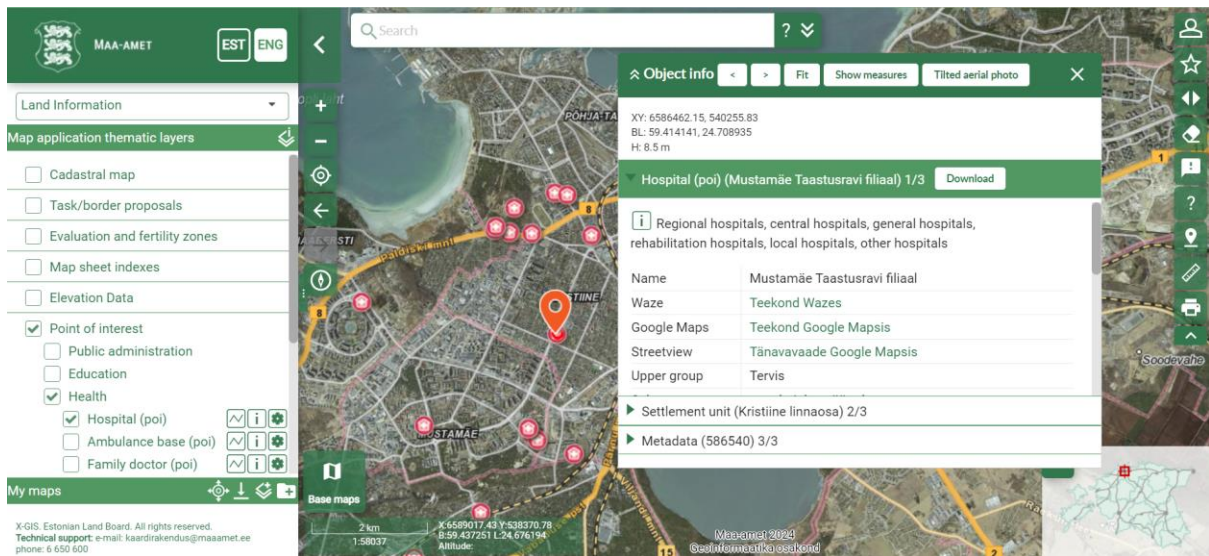 MAA-AMET
EST ENG
Land Information
Map application thematic layers
Cadastral map
Task/border proposals
Evaluation and fertility zones
Map sheet indexes
Elevation Data
Point of interest
Public administration
Education
Health
Hospital (poi)
Ambulance base (poi)
Family doctor (poi)
My maps
X-GIS. Estonian Land Board. All rights reserved.
Technical support: e-mail: kaardirakendus@maaamet.ee
phone: 6 650 600
Search
?
Object info < > Fit Show measures Tilted aerial photo
XY: 6586462.15, 540255.83
BL: 59.414141, 24.708935
H: 8.5 m
Hospital (poi) (Mustamäe Taastusravi filiaal) 1/3 Download
i Regional hospitals, central hospitals, general hospitals,
rehabilitation hospitals, local hospitals, other hospitals
Name Mustamäe Taastusravi filiaal
Waze Teekond Wazes
Google Maps Teekond Google Mapsis
Streetview Tänavavaade Google Mapsis
Upper group Tervis
Settlement unit (Kristiine linnaosa) 2/3
Metadata (586540) 3/3
PÕHJA-TA
8
Paldiski mnt
TIINE
8
MUSTAMÄE
1
Soodevahe
Base maps
2 km
1:58037
X:6589017.43 Y:538370.78
B:59.437251 L:24.676194
Altitude:
15
Maa-amet 2024
Geoinformaatika osakond
2